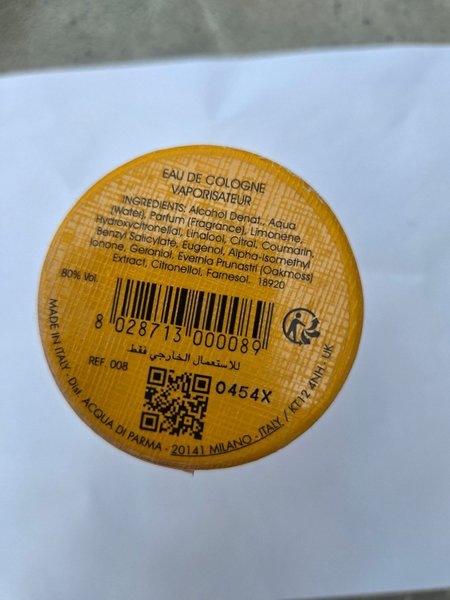 EAU DE COLOGNE
VAPORISATEUR
INGREDIENTS: Alcohol Denat., Aqua
(Water), Parfum (Fragrance), Limonene,
Hydroxycitronellal, Linalool, Citral, Coumarin,
Benzyl Salicylate, Eugenol, Alpha-Isomethyl
Ionone, Geraniol, Evernia Prunastri (Oakmoss)
Extract, Citronellol, Farnesol. 18920
80% Vol.
8 028713 000089
للاستعمال الخارجي فقط
REF. 008
0454X
MADE IN ITALY - Dist. ACQUA DI PARMA - 20141 MILANO - ITALY / KT12 4NH - UK